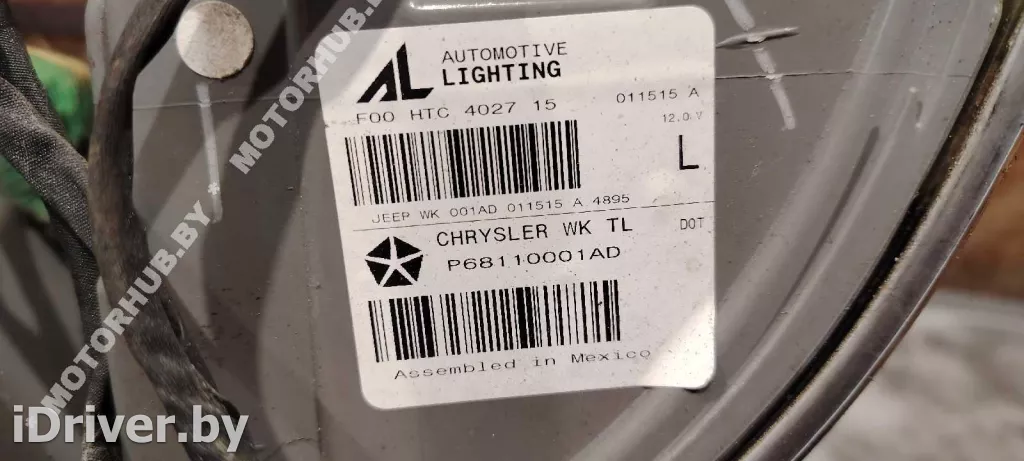 AL AUTOMOTIVE
LIGHTING
F00 HTC 4027 15 011515 A
12.0 V
L
JEEP WK 001AD 011515 A 4895
CHRYSLER WK TL DOT
P68110001AD
Assembled in Mexico
MOTORHUB.BY
MOTORHUB.BY
iDriver.by